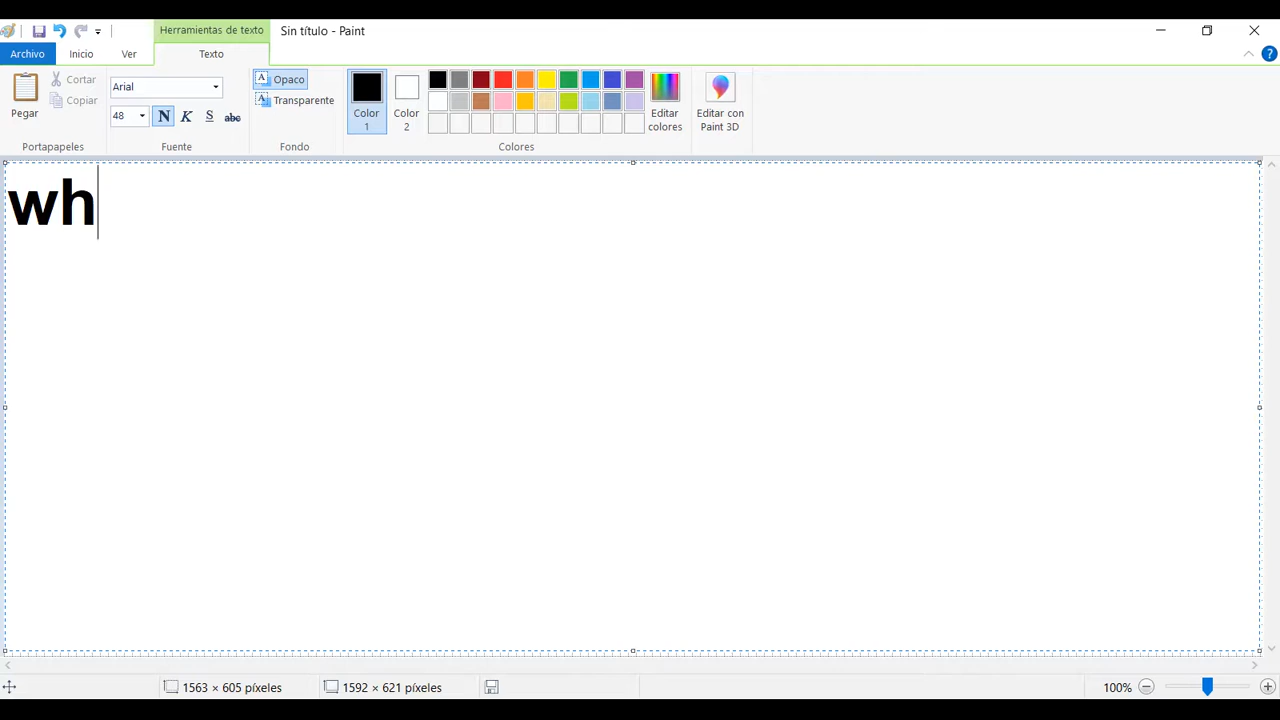 Herramientas de texto Sin título - Paint
Archivo Inicio Ver Texto
Pegar Cortar Copiar Arial Opaco Transparente Color 1 Color 2 Editar colores Editar con Paint 3D
48 N K S abc
Portapapeles Fuente Fondo Colores
wh
1563 × 605 píxeles 1592 × 621 píxeles 100%